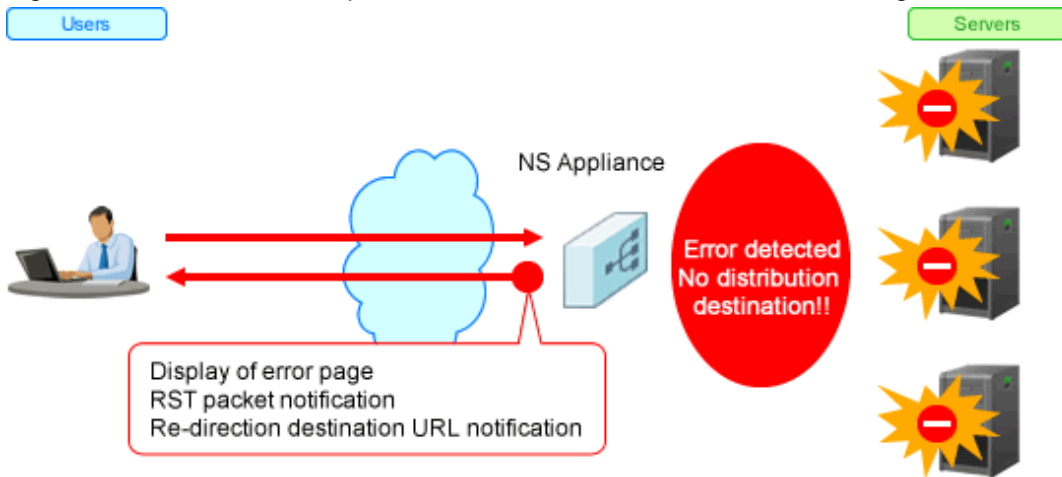 Users
Servers
NS Appliance
Error detected
No distribution
destination!!
Display of error page
RST packet notification
Re-direction destination URL notification